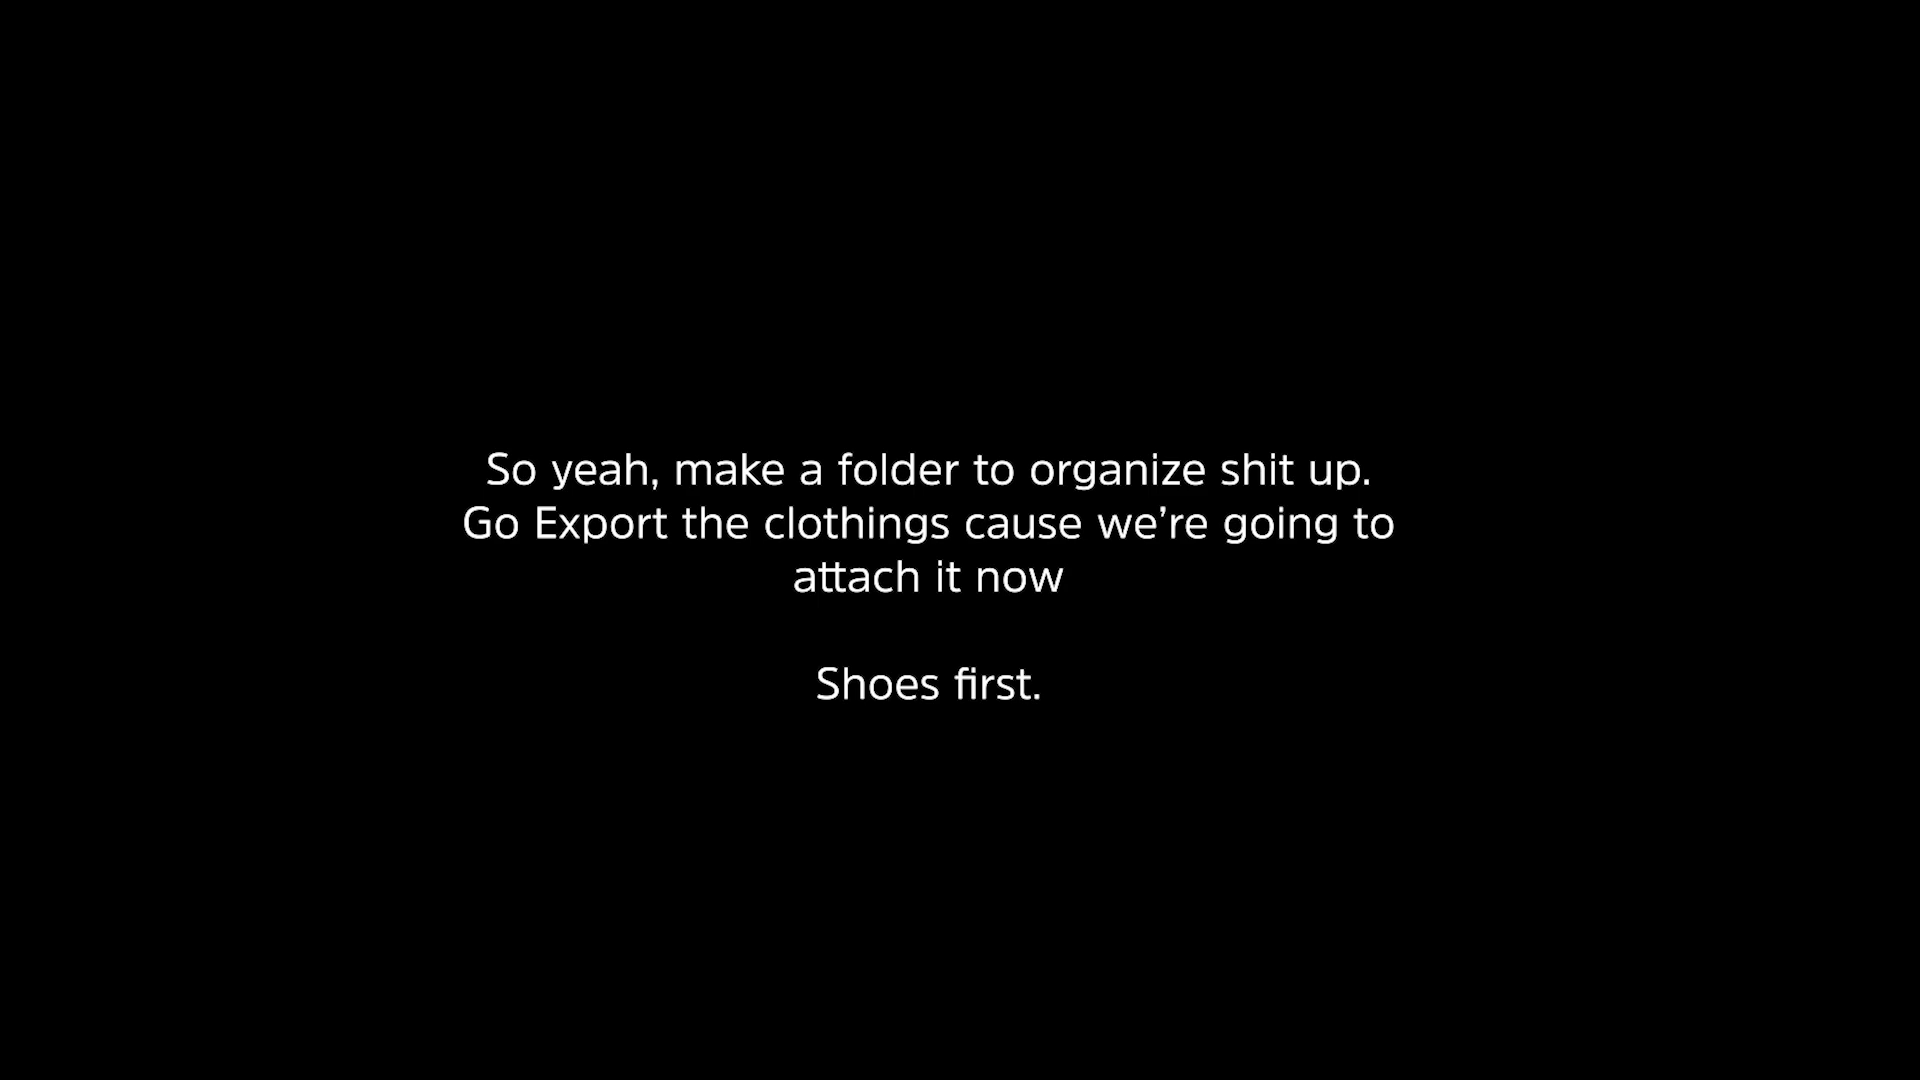 So yeah, make a folder to organize shit up.
Go Export the clothings cause we’re going to
attach it now
Shoes first.